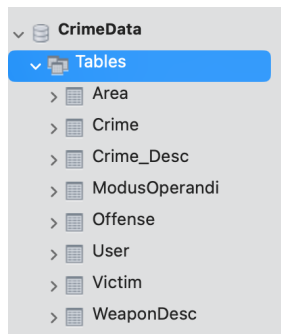 CrimeData
Tables
Area
Crime
Crime_Desc
ModusOperandi
Offense
User
Victim
WeaponDesc